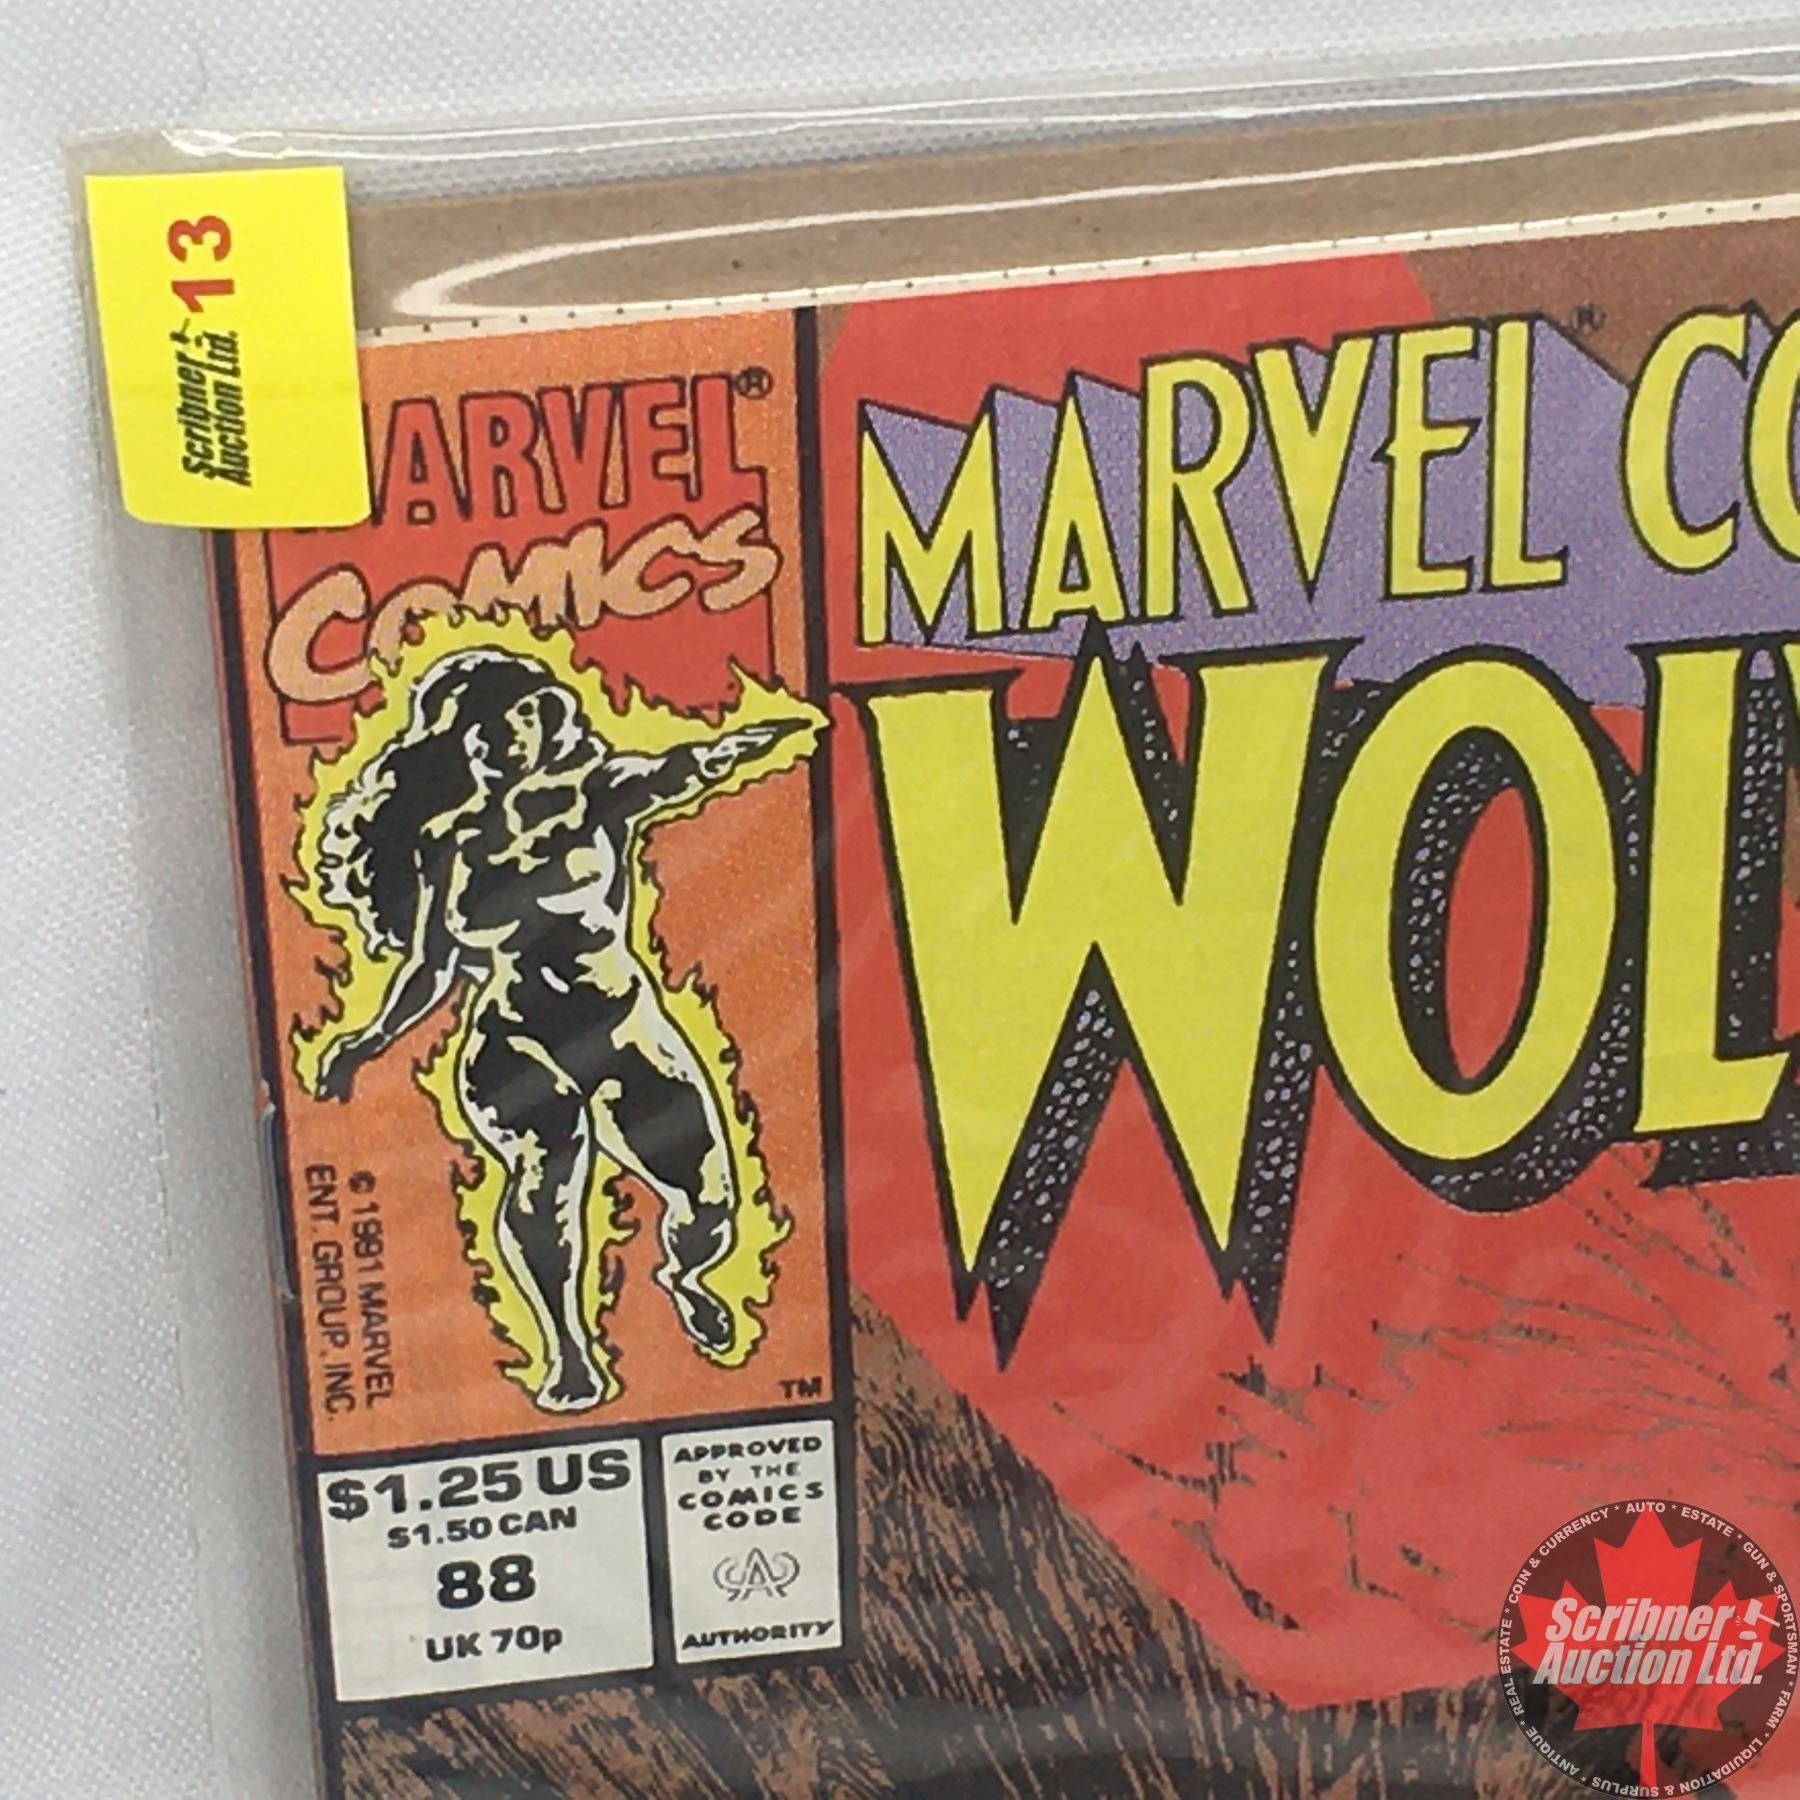 13
Scribner
Auction Ltd.
MARVEL®
COMICS
© 1991 MARVEL
ENT. GROUP, INC.
TM
$1.25 US
$1.50 CAN
88
UK 70p
APPROVED
BY THE
COMICS
CODE
A
AUTHORITY
MARVEL CO
WOL
Scribner
Auction Ltd.
ANTIQUE * REAL ESTATE * COIN & CURRENCY * AUTO * ESTATE * GUN & SPORTSMAN * FARM * LIQUIDATION & SURPLUS *